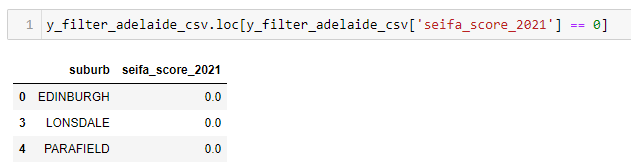 1 y_filter_adelaide_csv.loc[y_filter_adelaide_csv['seifa_score_2021'] == 0]
suburb seifa_score_2021
0 EDINBURGH 0.0
3 LONSDALE 0.0
4 PARAFIELD 0.0